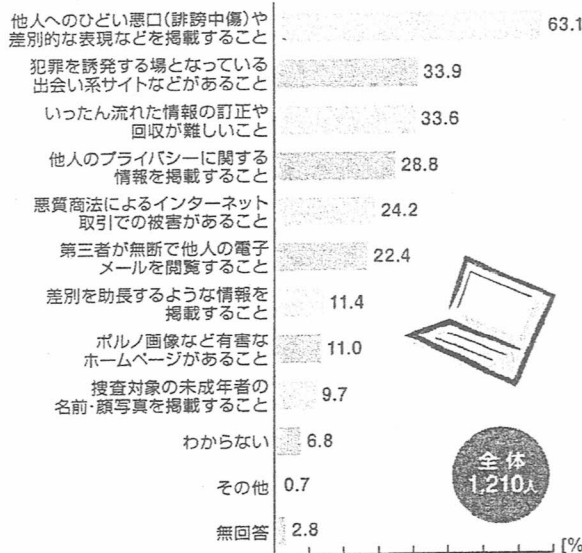 他人へのひどい悪口(誹謗中傷)や
差別的な表現などを掲載すること
63.1
犯罪を誘発する場となっている
出会い系サイトなどがあること
33.9
いったん流れた情報の訂正や
回収が難しいこと
33.6
他人のプライバシーに関する
情報を掲載すること
28.8
悪質商法によるインターネット
取引での被害があること
24.2
第三者が無断で他人の電子
メールを閲覧すること
22.4
差別を助長するような情報を
掲載すること
11.4
ポルノ画像など有害な
ホームページがあること
11.0
捜査対象の未成年者の
名前・顔写真を掲載すること
9.7
わからない
6.8
その他
0.7
無回答
2.8
全体
1,210人
[%